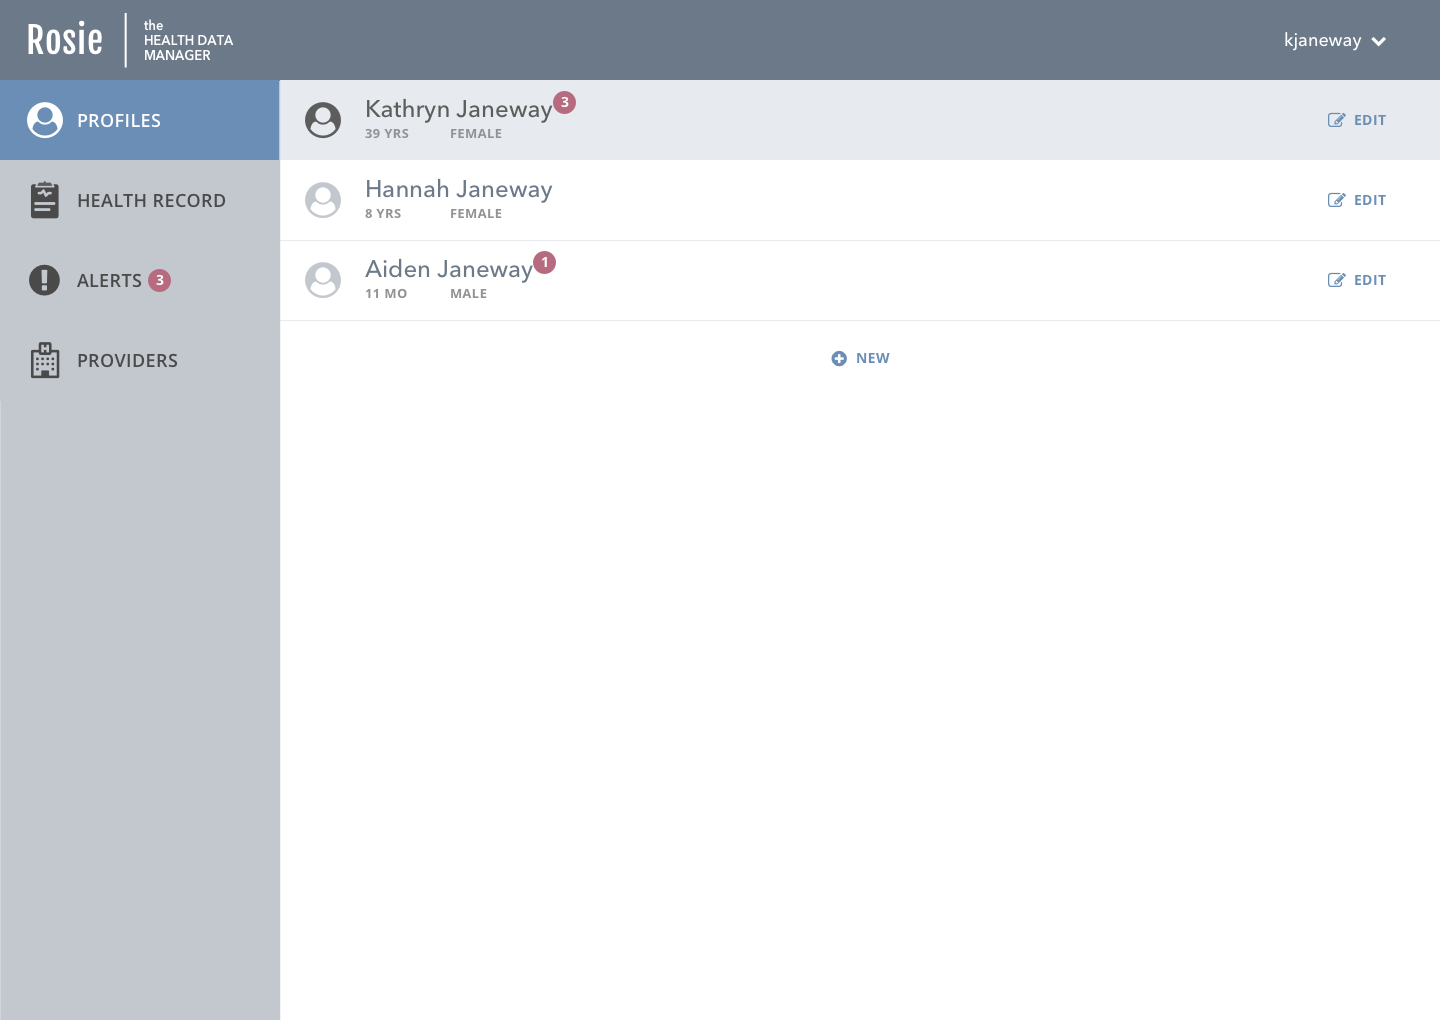 Rosie
the
HEALTH DATA
MANAGER
kjaneway
PROFILES
HEALTH RECORD
ALERTS 3
PROVIDERS
Kathryn Janeway 3
39 YRS FEMALE
EDIT
Hannah Janeway
8 YRS FEMALE
EDIT
Aiden Janeway 1
11 MO MALE
EDIT
NEW